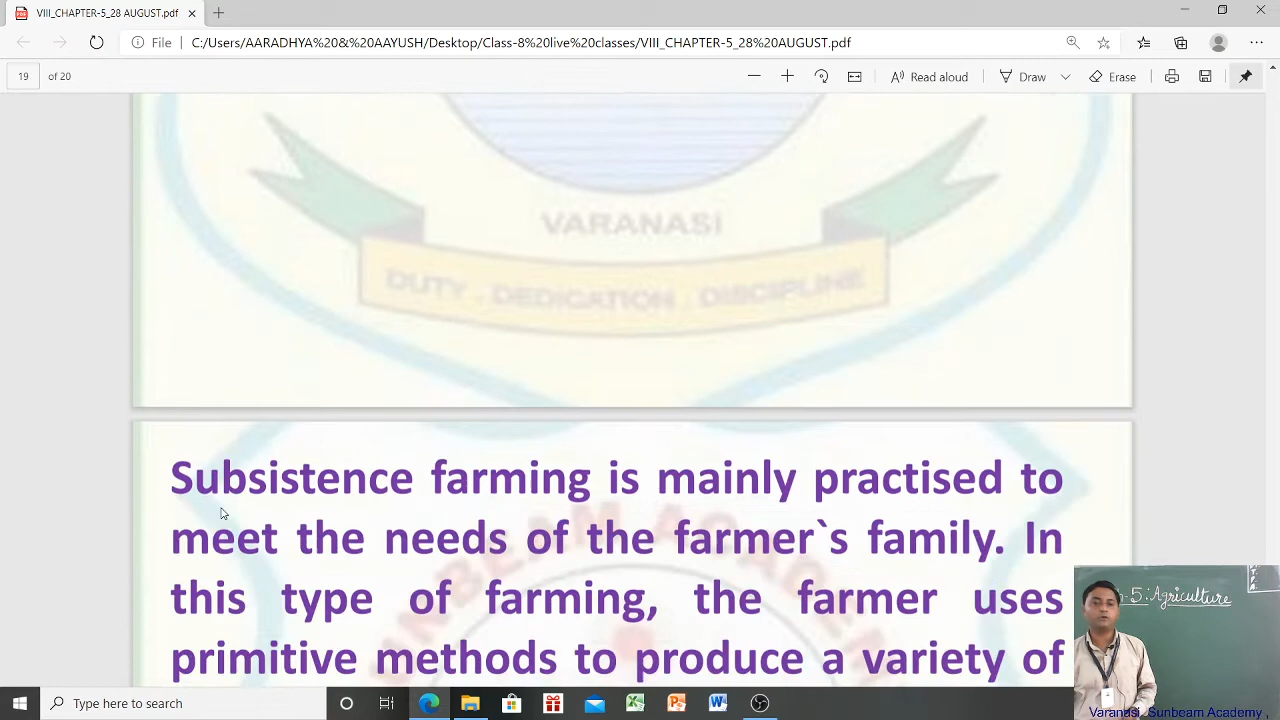 VIII_CHAPTER-5_28 AUGUST.pdf
File C:/Users/AARADHYA%20&%20AAYUSH/Desktop/Class-8%20live%20classes/VIII_CHAPTER-5_28%20AUGUST.pdf
19 of 20 Read aloud Draw Erase
VARANASI
DUTY . DEDICATION . DISCIPLINE
Subsistence farming is mainly practised to
meet the needs of the farmer`s family. In
this type of farming, the farmer uses
primitive methods to produce a variety of
SUNBEAM ACADEMY
-5:Agriculture
Type here to search
Varanasi, Sunbeam Academy,